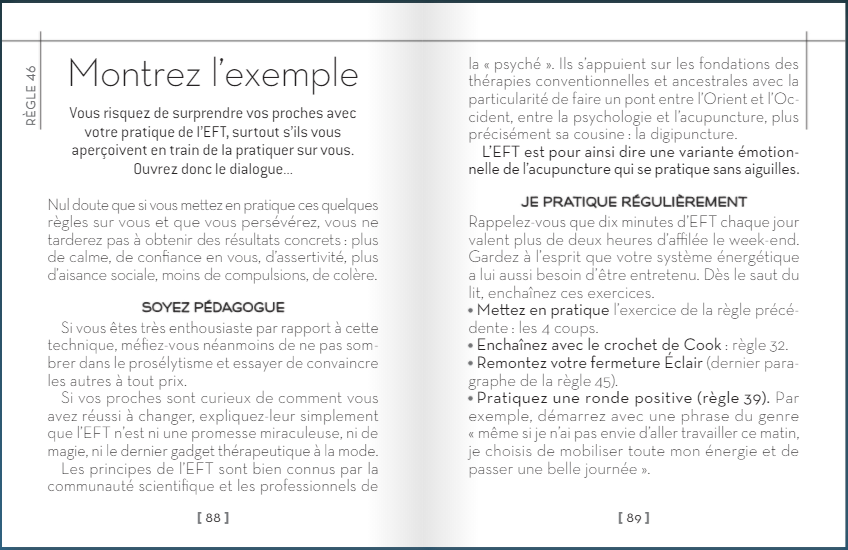 RÈGLE 46
Montrez l'exemple
Vous risquez de surprendre vos proches avec
votre pratique de l'EFT, surtout s'ils vous
aperçoivent en train de la pratiquer sur vous.
Ouvrez donc le dialogue...
Nul doute que si vous mettez en pratique ces quelques
règles sur vous et que vous persévérez, vous ne
tarderez pas à obtenir des résultats concrets : plus
de calme, de confiance en vous, d'assertivité, plus
d'aisance sociale, moins de compulsions, de colère.
SOYEZ PÉDAGOGUE
Si vous êtes très enthousiaste par rapport à cette
technique, méfiez-vous néanmoins de ne pas som-
brer dans le prosélytisme et essayer de convaincre
les autres à tout prix.
Si vos proches sont curieux de comment vous
avez réussi à changer, expliquez-leur simplement
que l'EFT n'est ni une promesse miraculeuse, ni de
magie, ni le dernier gadget thérapeutique à la mode.
Les principes de l'EFT sont bien connus par la
communauté scientifique et les professionnels de
[ 88 ]
la « psyché ». Ils s'appuient sur les fondations des
thérapies conventionnelles et ancestrales avec la
particularité de faire un pont entre l'Orient et l'Oc-
cident, entre la psychologie et l'acupuncture, plus
précisément sa cousine : la digipuncture.
L'EFT est pour ainsi dire une variante émotion-
nelle de l'acupuncture qui se pratique sans aiguilles.
JE PRATIQUE RÉGULIÈREMENT
Rappelez-vous que dix minutes d'EFT chaque jour
valent plus de deux heures d'affilée le week-end.
Gardez à l'esprit que votre système énergétique
a lui aussi besoin d'être entretenu. Dès le saut du
lit, enchaînez ces exercices.
• Mettez en pratique l'exercice de la règle précé-
dente : les 4 coups.
• Enchaînez avec le crochet de Cook : règle 32.
• Remontez votre fermeture Éclair (dernier para-
graphe de la règle 45).
• Pratiquez une ronde positive (règle 39). Par
exemple, démarrez avec une phrase du genre
« même si je n'ai pas envie d'aller travailler ce matin,
je choisis de mobiliser toute mon énergie et de
passer une belle journée ».
[ 89 ]